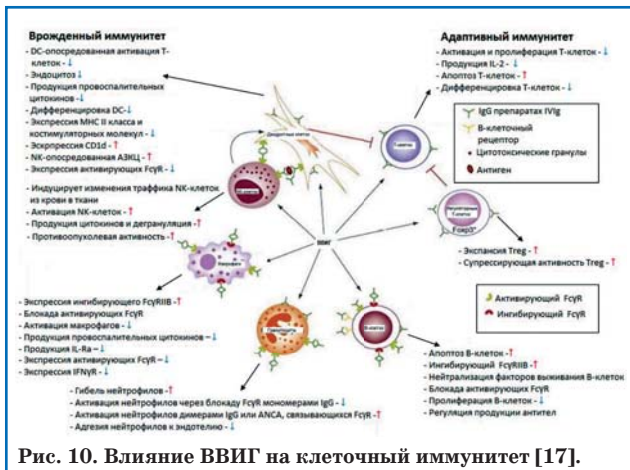 Врожденный иммунитет
- DC-опосредованная активация Т-
клеток - ↓
- Эндоцитоз ↓
- Продукция провоспалительных
цитокинов - ↓
- Дифференцировка DC- ↓
- Экспрессия МНС II класса и
костимуляторных молекул - ↓
- Эскпрессия CD1d - ↑
- NK-опосредованная АЗКЦ - ↑
- Экспрессия активирующих FcγR - ↓
- Индуцирует изменения траффика NK-клеток
из крови в ткани
- Активация NK-клеток - ↑
- Продукция цитокинов и дегрануляция - ↑
- Противоопухолевая активность - ↑
- Экспрессия ингибирующего FcγRIIB - ↑
- Блокада активирующих FcγR
- Активация макрофагов - ↓
- Продукция провоспалительных цитокинов – ↓
- Продукция IL-Ra – ↓
- Экспрессия активирующих FcγR – ↓
- Экспрессия IFNγR - ↓
- Гибель нейтрофилов - ↑
- Активация нейтрофилов через блокаду FcγR мономерами IgG - ↓
- Активация нейтрофилов димерами IgG или ANCA, связывающихся FcγR - ↑
- Адгезия нейтрофилов к эндотелию - ↓
Дендритные клетки
NK-клетки
Макрофаги
ВВИГ
В-клетки
Т-клетки
Регуляторные
Т-клетки
Foxp3⁺
Адаптивный иммунитет
- Активация и пролиферация Т-клеток - ↓
- Продукция IL-2 - ↓
- Апоптоз Т-клеток - ↑
- Дифференцировка Т-клеток - ↓
IgG препаратах IVIg
В-клеточный
рецептор
Цитотоксические гранулы
Антиген
- Экспансия Treg - ↑
- Супрессирующая активность Treg - ↑
Активирующий FcγR
Ингибирующий FcγR
- Апоптоз В-клеток - ↑
- Ингибирующий FcγRIIB - ↑
- Нейтрализация факторов выживания В-клеток
- Блокада активирующих FcγR
- Пролиферация В-клеток - ↓
- Регуляция продукции антител
Рис. 10. Влияние ВВИГ на клеточный иммунитет [17].